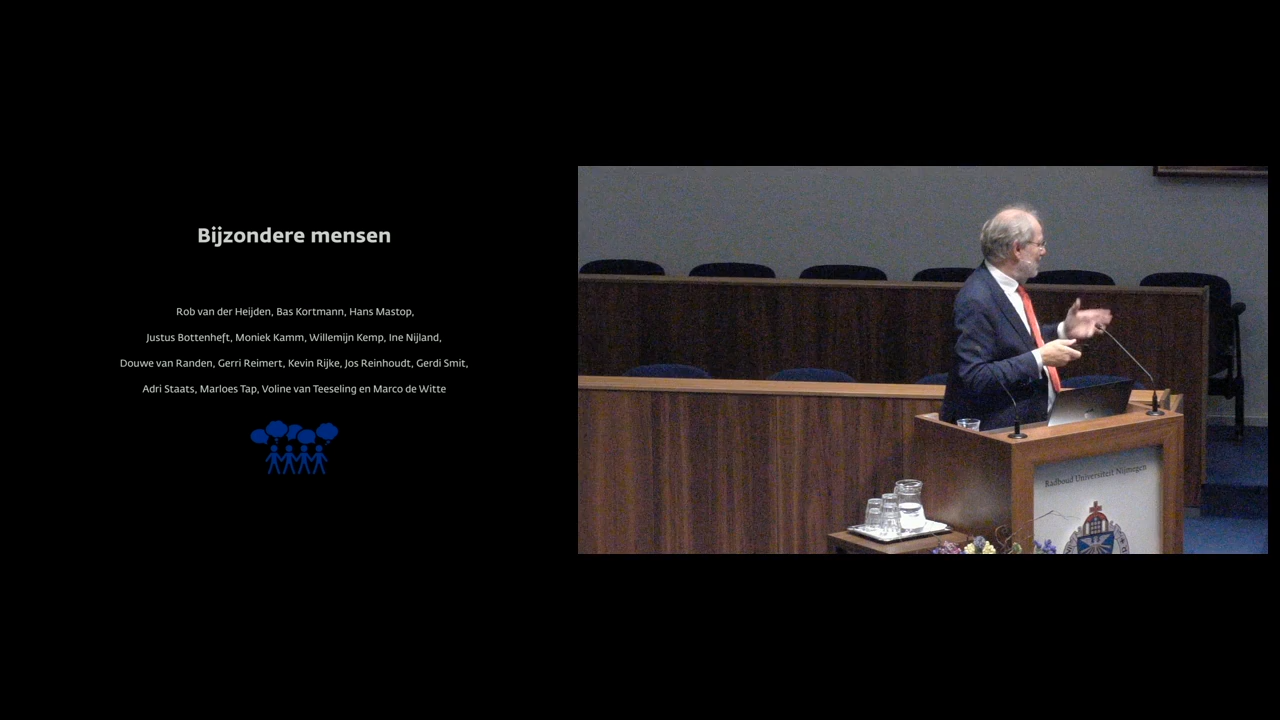 Bijzondere mensen
Rob van der Heijden, Bas Kortmann, Hans Mastop,
Justus Bottenheft, Moniek Kamm, Willemijn Kemp, Ine Nijland,
Douwe van Randen, Gerri Reimert, Kevin Rijke, Jos Reinhoudt, Gerdi Smit,
Adri Staats, Marloes Tap, Voline van Teeseling en Marco de Witte
Radboud Universiteit Nijmegen